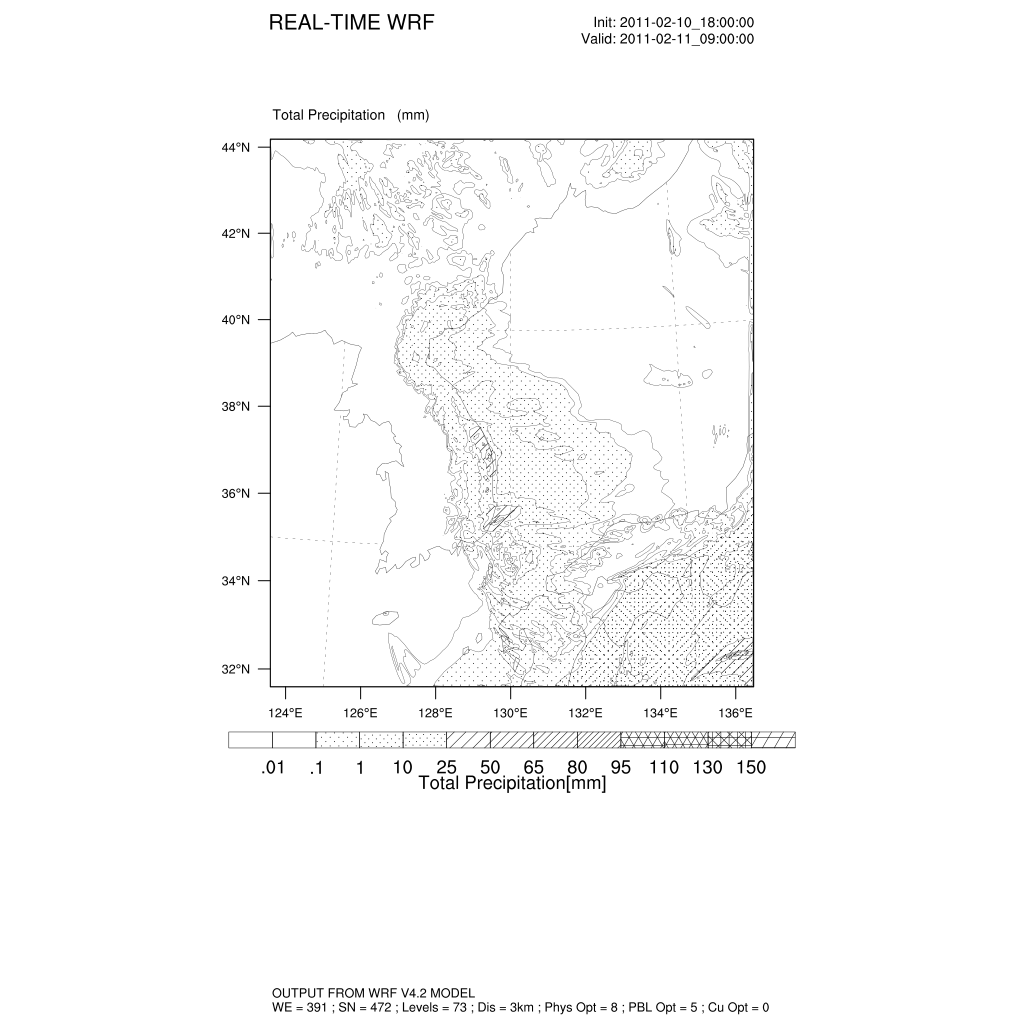 REAL-TIME WRF
Init: 2011-02-10_18:00:00
Valid: 2011-02-11_09:00:00
Total Precipitation (mm)
44°N
42°N
40°N
38°N
36°N
34°N
32°N
124°E 126°E 128°E 130°E 132°E 134°E 136°E
.01 .1 1 10 25 50 65 80 95 110 130 150
Total Precipitation[mm]
OUTPUT FROM WRF V4.2 MODEL
WE = 391 ; SN = 472 ; Levels = 73 ; Dis = 3km ; Phys Opt = 8 ; PBL Opt = 5 ; Cu Opt = 0